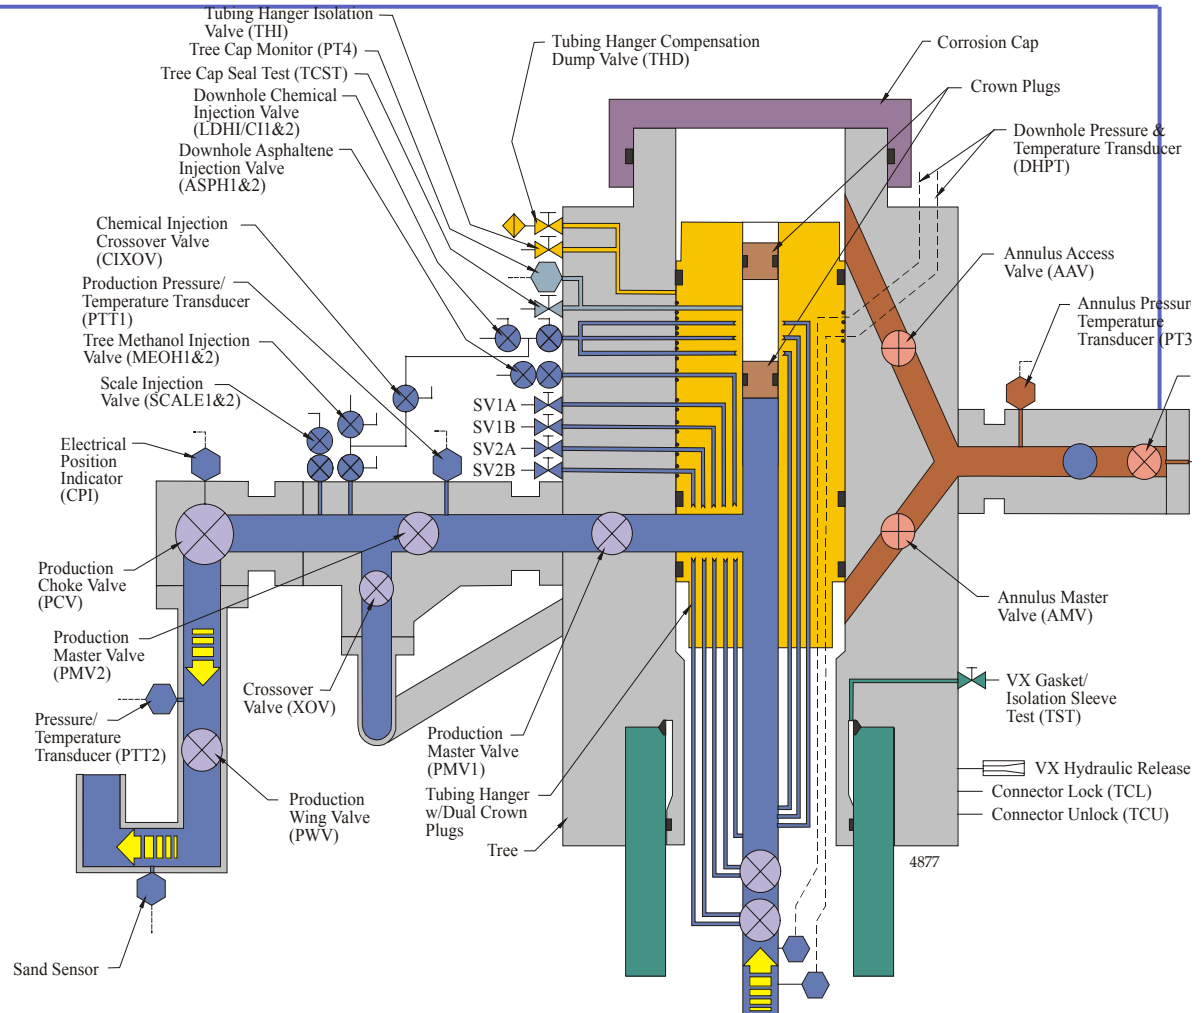 Tubing Hanger Isolation
Valve (THI)
Tree Cap Monitor (PT4)
Tree Cap Seal Test (TCST)
Downhole Chemical
Injection Valve
(LDHI/CI1&2)
Downhole Asphaltene
Injection Valve
(ASPH1&2)
Chemical Injection
Crossover Valve
(CIXOV)
Production Pressure/
Temperature Transducer
(PTT1)
Tree Methanol Injection
Valve (MEOH1&2)
Scale Injection
Valve (SCALE1&2)
Electrical
Position
Indicator
(CPI)
Production
Choke Valve
(PCV)
Production
Master Valve
(PMV2)
Pressure/
Temperature
Transducer (PTT2)
Sand Sensor
Production
Wing Valve
(PWV)
Crossover
Valve (XOV)
Production
Master Valve
(PMV1)
Tubing Hanger
w/Dual Crown
Plugs
Tree
SV1A
SV1B
SV2A
SV2B
Tubing Hanger Compensation
Dump Valve (THD)
Corrosion Cap
Crown Plugs
Downhole Pressure &
Temperature Transducer
(DHPT)
Annulus Access
Valve (AAV)
Annulus Pressur
Temperature
Transducer (PT3
Annulus Master
Valve (AMV)
VX Gasket/
Isolation Sleeve
Test (TST)
VX Hydraulic Release
Connector Lock (TCL)
Connector Unlock (TCU)
4877